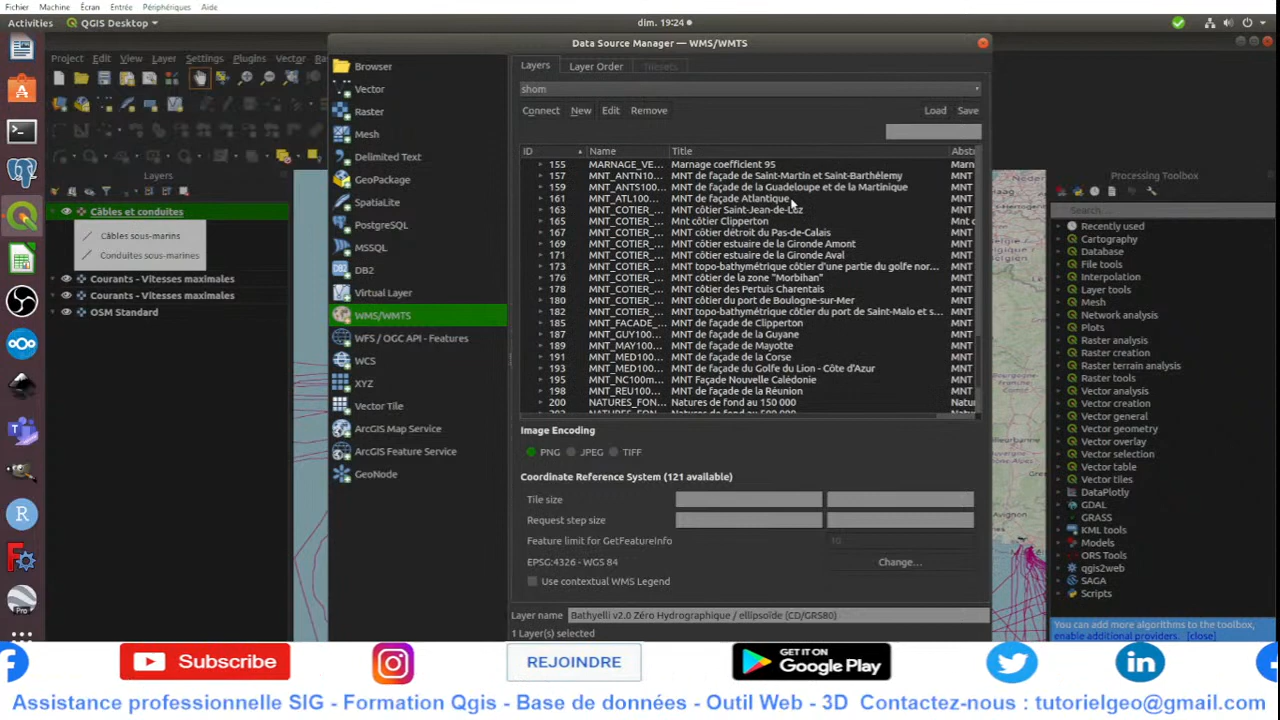 Fichier Machine Écran Entrée Périphériques Aide
Activities QGIS Desktop dim. 19:24
Data Source Manager — WMS/WMTS
Project Edit View Layer Settings Plugins Vector
Layers
Câbles et conduites
Câbles sous-marins
Conduites sous-marines
Courants - Vitesses maximales
Courants - Vitesses maximales
OSM Standard
Browser
Vector
Raster
Mesh
Delimited Text
GeoPackage
SpatiaLite
PostgreSQL
MSSQL
DB2
Virtual Layer
WMS/WMTS
WFS / OGC API - Features
WCS
XYZ
Vector Tile
ArcGIS Map Service
ArcGIS Feature Service
GeoNode
Layers Layer Order Tilesets
shom
Connect New Edit Remove Load Save
ID Name Title Abstr
155 MARNAGE_VE... Marnage coefficient 95 Marn
157 MNT_ANTN10... MNT de façade de Saint-Martin et Saint-Barthélemy MNT
159 MNT_ANTS100... MNT de façade de la Guadeloupe et de la Martinique MNT
161 MNT_ATL100... MNT de façade Atlantique MNT
163 MNT_COTIER_... MNT côtier Saint-Jean-de-Luz MNT
165 MNT_COTIER_... Mnt côtier Clipperton Mnt c
167 MNT_COTIER_... MNT côtier détroit du Pas-de-Calais MNT
169 MNT_COTIER_... MNT côtier estuaire de la Gironde Amont MNT
171 MNT_COTIER_... MNT côtier estuaire de la Gironde Aval MNT
173 MNT_COTIER_... MNT topo-bathymétrique côtier d'une partie du golfe nor... MNT
176 MNT_COTIER_... MNT côtier de la zone "Morbihan" MNT
178 MNT_COTIER_... MNT côtier des Pertuis Charentais MNT
180 MNT_COTIER_... MNT côtier du port de Boulogne-sur-Mer MNT
182 MNT_COTIER_... MNT topo-bathymétrique côtier du port de Saint-Malo et s... MNT
185 MNT_FACADE_... MNT de façade de Clipperton MNT
187 MNT_GUY100... MNT de façade de la Guyane MNT
189 MNT_MAY100... MNT de façade de Mayotte MNT
191 MNT_MED100... MNT de façade de la Corse MNT
193 MNT_MED100... MNT de façade du Golfe du Lion - Côte d'Azur MNT
195 MNT_NC100m... MNT Façade Nouvelle Calédonie MNT
198 MNT_REU100... MNT de façade de la Réunion MNT
200 NATURES_FON... Natures de fond au 150 000 Natur
Natures de fond au 500 000
Image Encoding
PNG JPEG TIFF
Coordinate Reference System (121 available)
Tile size
Request step size
Feature limit for GetFeatureInfo 10
EPSG:4326 - WGS 84 Change...
Use contextual WMS Legend
Layer name Bathyelli v2.0 Zéro Hydrographique / ellipsoïde (CD/GRS80)
1 Layer(s) selected
Processing Toolbox
Search...
Recently used
Cartography
Database
File tools
Interpolation
Layer tools
Mesh
Network analysis
Plots
Raster analysis
Raster creation
Raster terrain analysis
Raster tools
Vector analysis
Vector creation
Vector general
Vector geometry
Vector overlay
Vector selection
Vector table
Vector tiles
DataPlotly
GDAL
GRASS
KML tools
Models
ORS Tools
qgis2web
SAGA
Scripts
You can add more algorithms to the toolbox,
enable additional providers. [close]
Subscribe REJOINDRE GET IT ON Google Play
Assistance professionnelle SIG - Formation Qgis - Base de données - Outil Web - 3D Contactez-nous : tutorielgeo@gmail.com